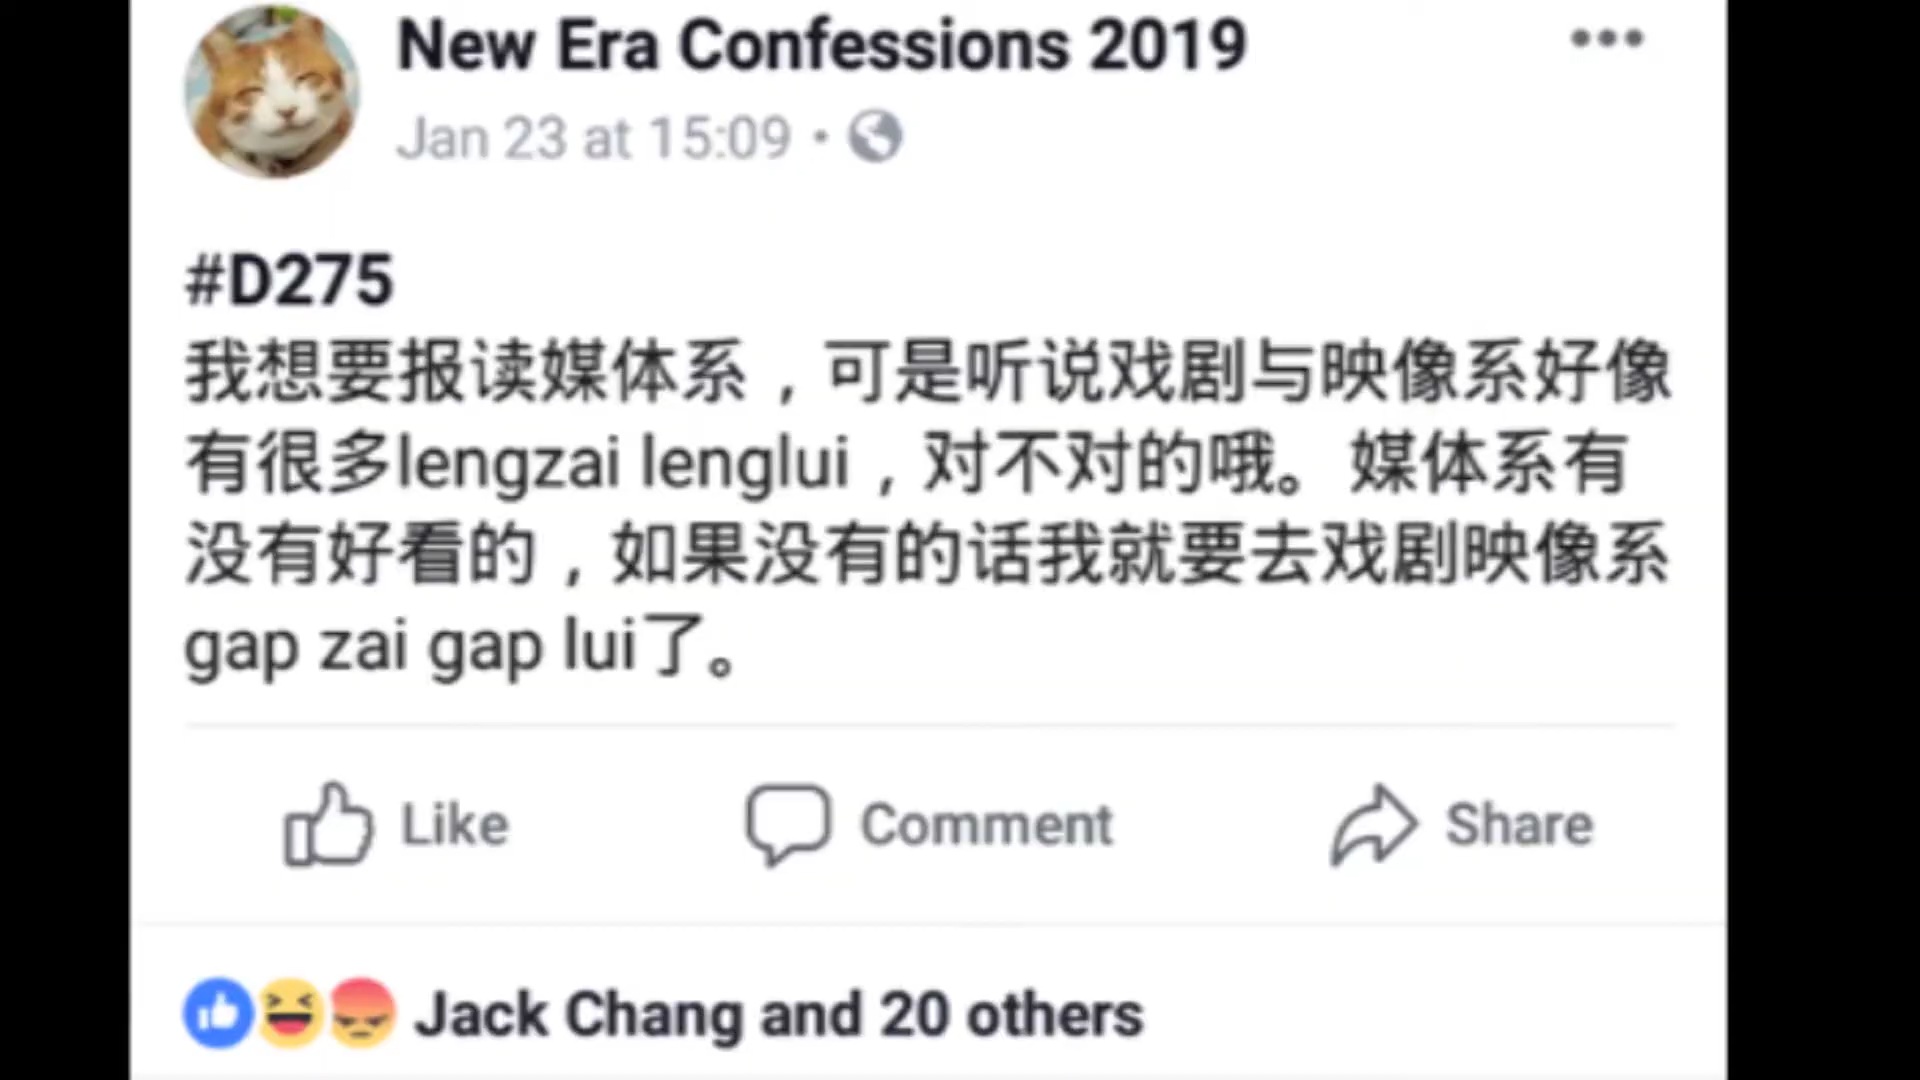 New Era Confessions 2019
Jan 23 at 15:09 •
#D275
我想要报读媒体系，可是听说戏剧与映像系好像
有很多lengzai lenglui，对不对的哦。媒体系有
没有好看的，如果没有的话我就要去戏剧映像系
gap zai gap lui了。
Like Comment Share
Jack Chang and 20 others